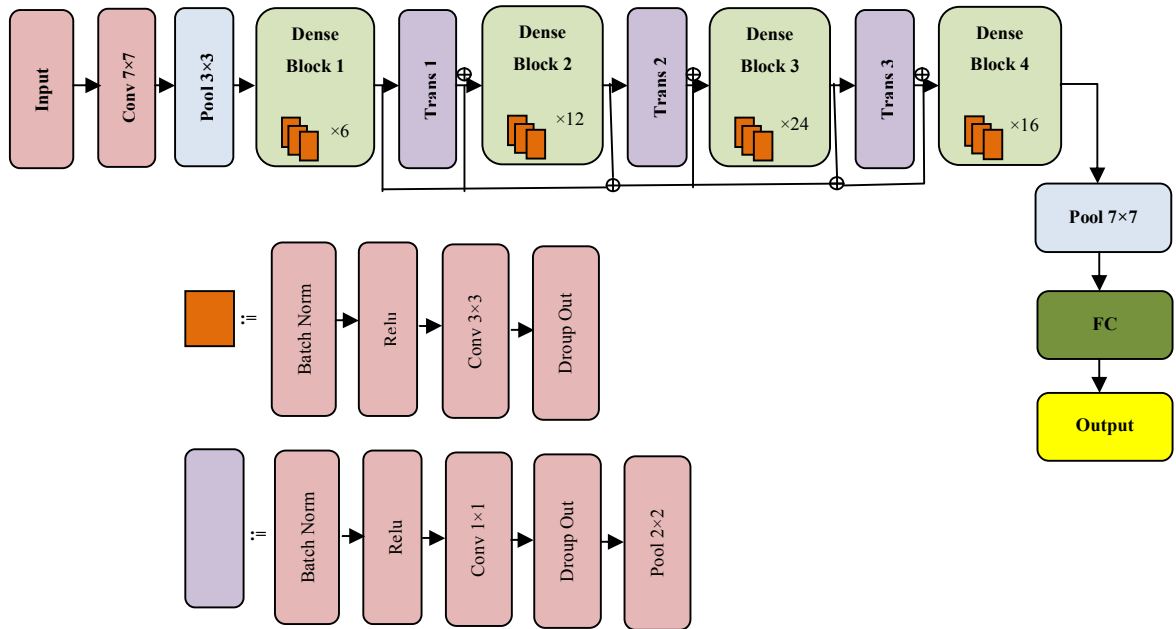 Input
Conv 7×7
Pool 3×3
Dense
Block 1
×6
Trans 1
Dense
Block 2
×12
Trans 2
Dense
Block 3
×24
Trans 3
Dense
Block 4
×16
Pool 7×7
FC
Output
:=
Batch Norm
Relu
Conv 3×3
Droup Out
:=
Batch Norm
Relu
Conv 1×1
Droup Out
Pool 2×2